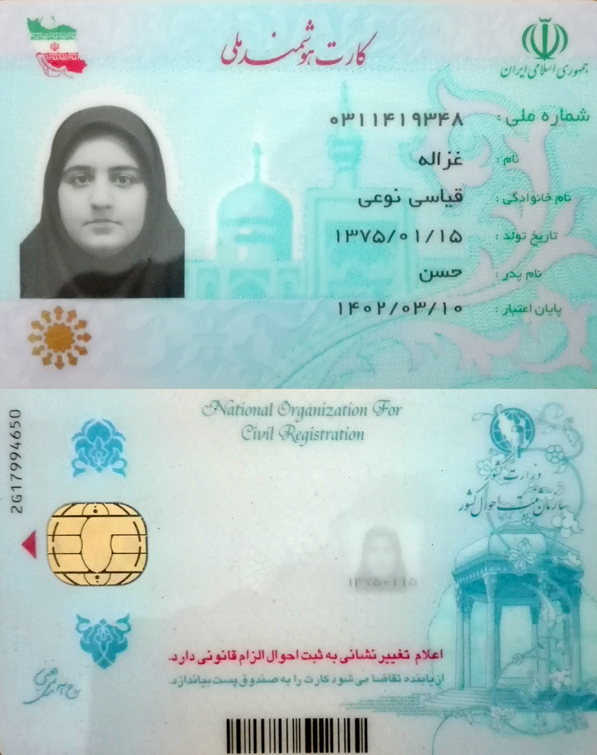 کارت هوشمند ملی
جمهوری اسلامی ایران
شماره ملی : ۰۳۱۱۴۱۹۳۴۸
نام : غزاله
نام خانوادگی : قیاسی نوعی
تاریخ تولد : ۱۳۷۵/۰۱/۱۵
نام پدر : حسن
پایان اعتبار : ۱۴۰۲/۰۳/۱۰
National Organization For
Civil Registration
2G17994650
وزارت کشور
سازمان ثبت احوال کشور
۱۳۷۵۰۱۱۵
اعلام تغییر نشانی به ثبت احوال الزام قانونی دارد.
از یابنده تقاضا می شود کارت را به صندوق پست بیاندازد.